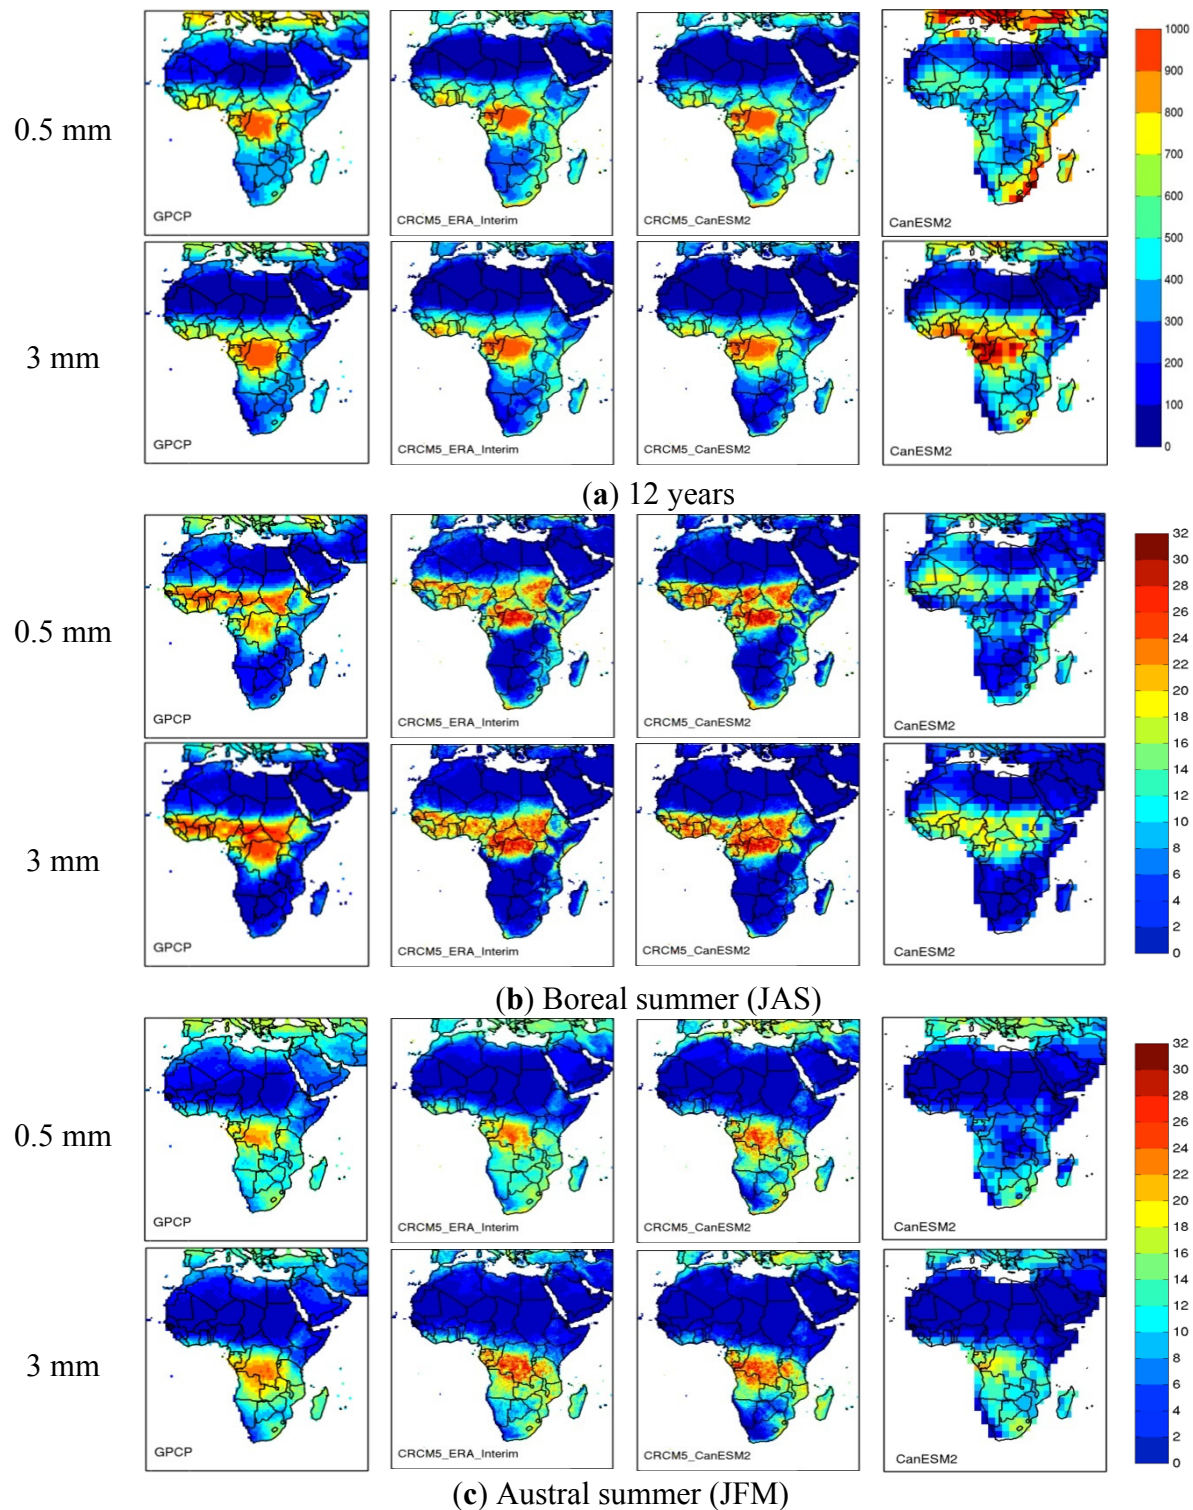 1000
900
800
700
600
500
400
300
200
100
0
0.5 mm
GPCP
CRCM5_ERA_Interim
CRCM5_CanESM2
CanESM2
3 mm
GPCP
CRCM5_ERA_Interim
CRCM5_CanESM2
CanESM2
(a) 12 years
32
30
28
26
24
22
20
18
16
14
12
10
8
6
4
2
0
0.5 mm
GPCP
CRCM5_ERA_Interim
CRCM5_CanESM2
CanESM2
3 mm
GPCP
CRCM5_ERA_Interim
CRCM5_CanESM2
CanESM2
(b) Boreal summer (JAS)
32
30
28
26
24
22
20
18
16
14
12
10
8
6
4
2
0
0.5 mm
GPCP
CRCM5_ERA_Interim
CRCM5_CanESM2
CanESM2
3 mm
GPCP
CRCM5_ERA_Interim
CRCM5_CanESM2
CanESM2
(c) Austral summer (JFM)